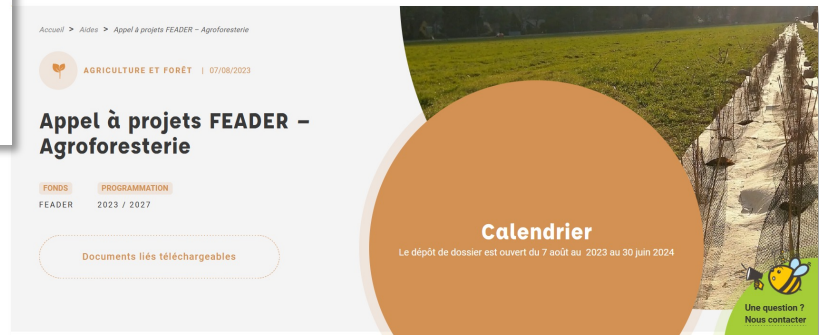 Accueil > Aides > Appel à projets FEADER – Agroforesterie
AGRICULTURE ET FORÊT | 07/08/2023
Appel à projets FEADER –
Agroforesterie
FONDS PROGRAMMATION
FEADER 2023 / 2027
Documents liés téléchargeables
Calendrier
Le dépôt de dossier est ouvert du 7 août au 2023 au 30 juin 2024
Une question ?
Nous contacter